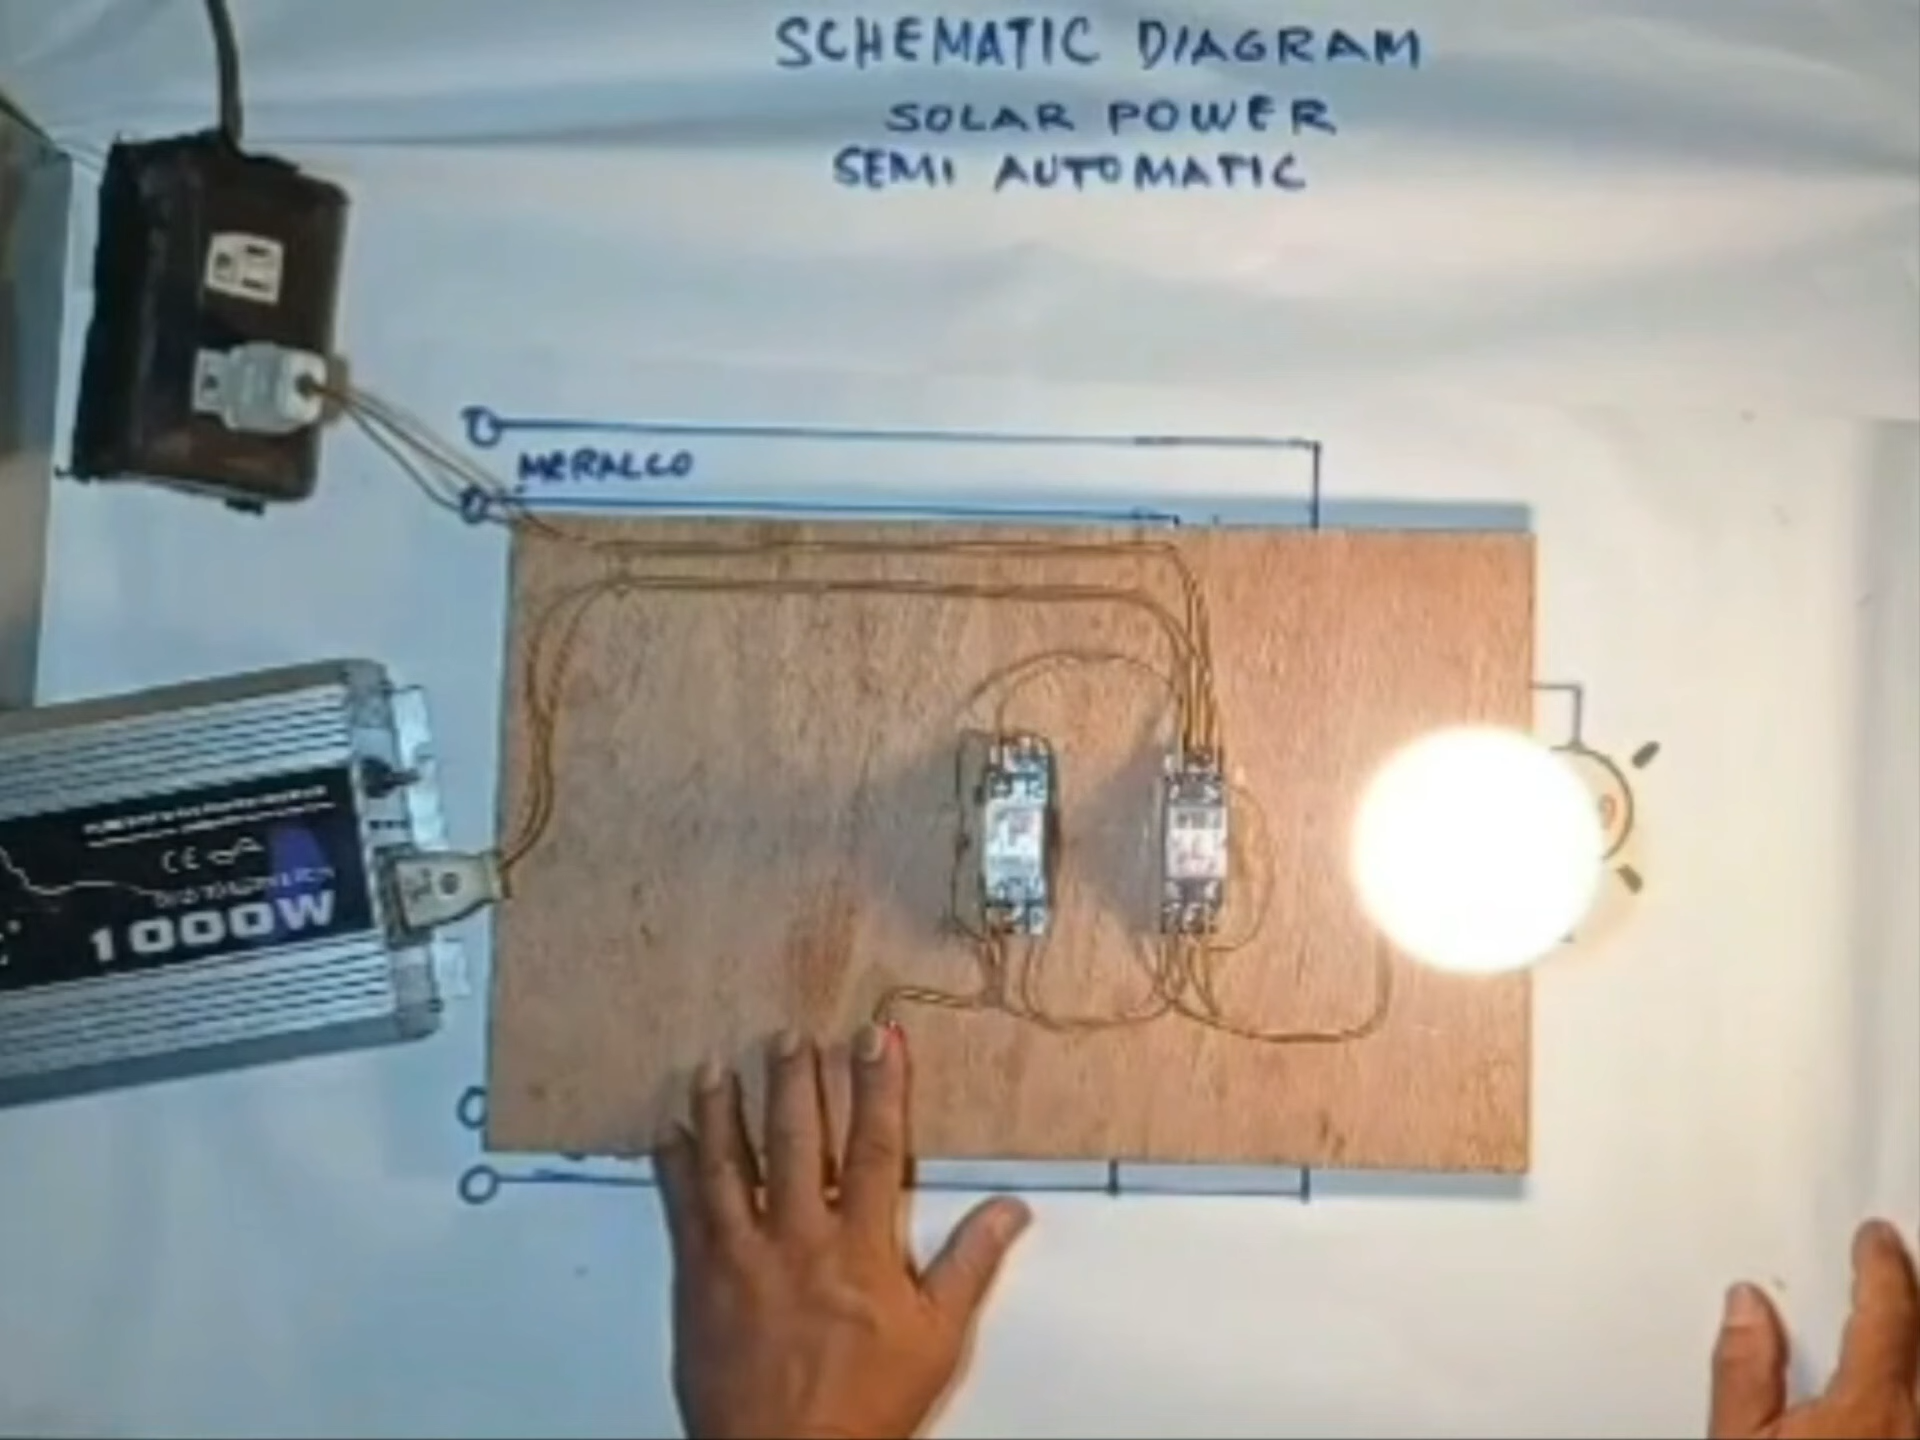 SCHEMATIC DIAGRAM
SOLAR POWER
SEMI AUTOMATIC
MERALCO
CE
1000W